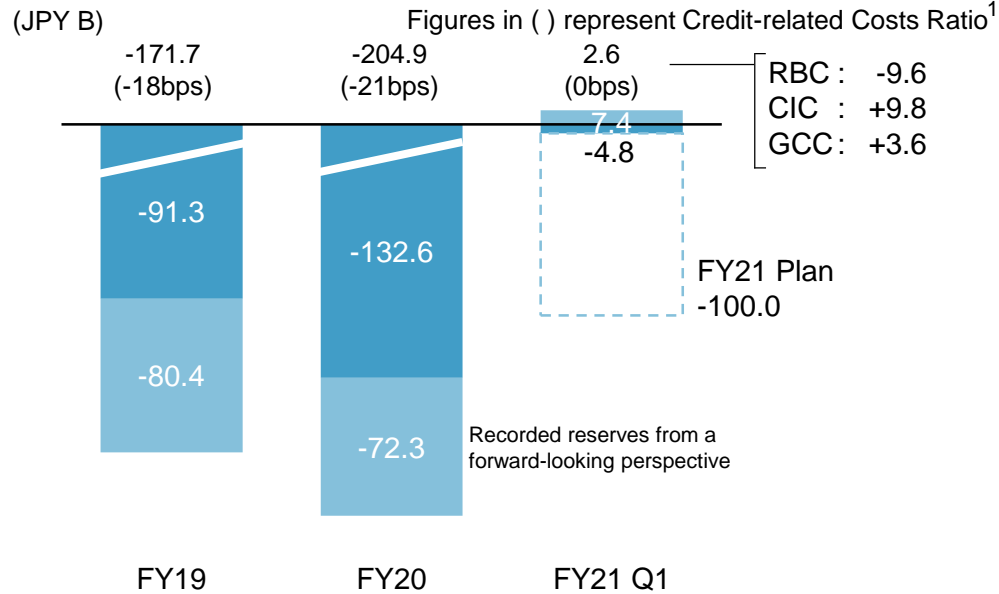 (JPY B)
Figures in ( ) represent Credit-related Costs Ratio1
-171.7
(-18bps)
-204.9
(-21bps)
2.6
(0bps)
RBC : -9.6
CIC : +9.8
GCC : +3.6
7.4
-4.8
-91.3
-132.6
FY21 Plan
-100.0
-80.4
-72.3
Recorded reserves from a
forward-looking perspective
FY19
FY20
FY21 Q1